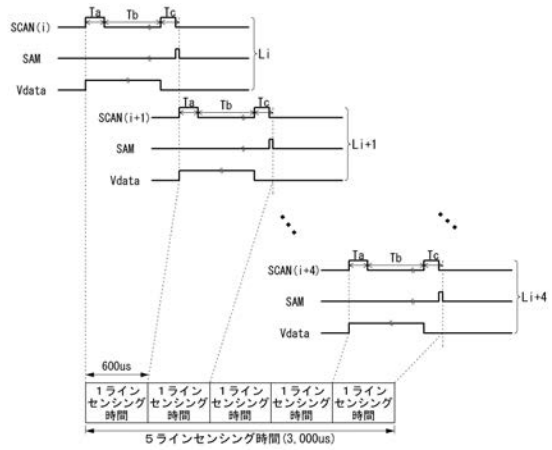 Ta Tb Tc
SCAN(i)
SAM
Vdata
Li
Ta Tb Tc
SCAN(i+1)
SAM
Vdata
Li+1
Ta Tb Tc
SCAN(i+4)
SAM
Vdata
Li+4
600us
1ライン 1ライン 1ライン 1ライン 1ライン
センシング センシング センシング センシング センシング
時間 時間 時間 時間 時間
5ラインセンシング時間(3,000us)